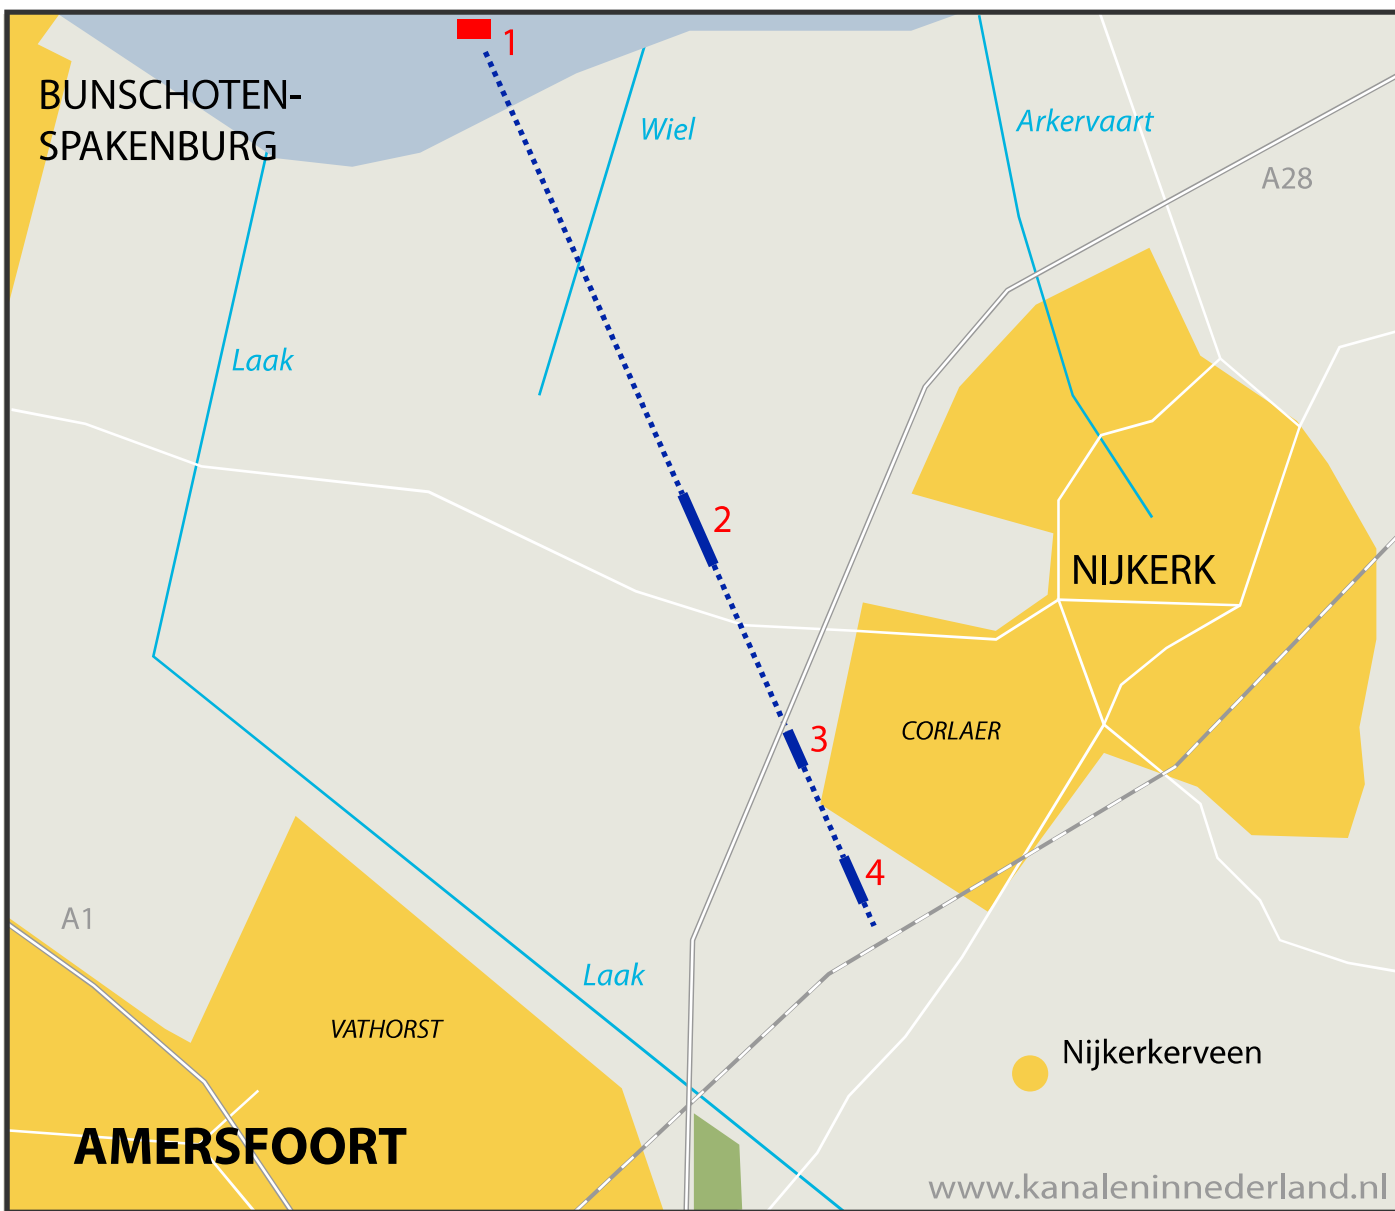 1
BUNSCHOTEN-
SPAKENBURG
Wiel
Arkervaart
A28
Laak
2
NIJKERK
3
CORLAER
4
A1
Laak
VATHORST
Nijkerkerveen
AMERSFOORT
www.kanaleninnederland.nl